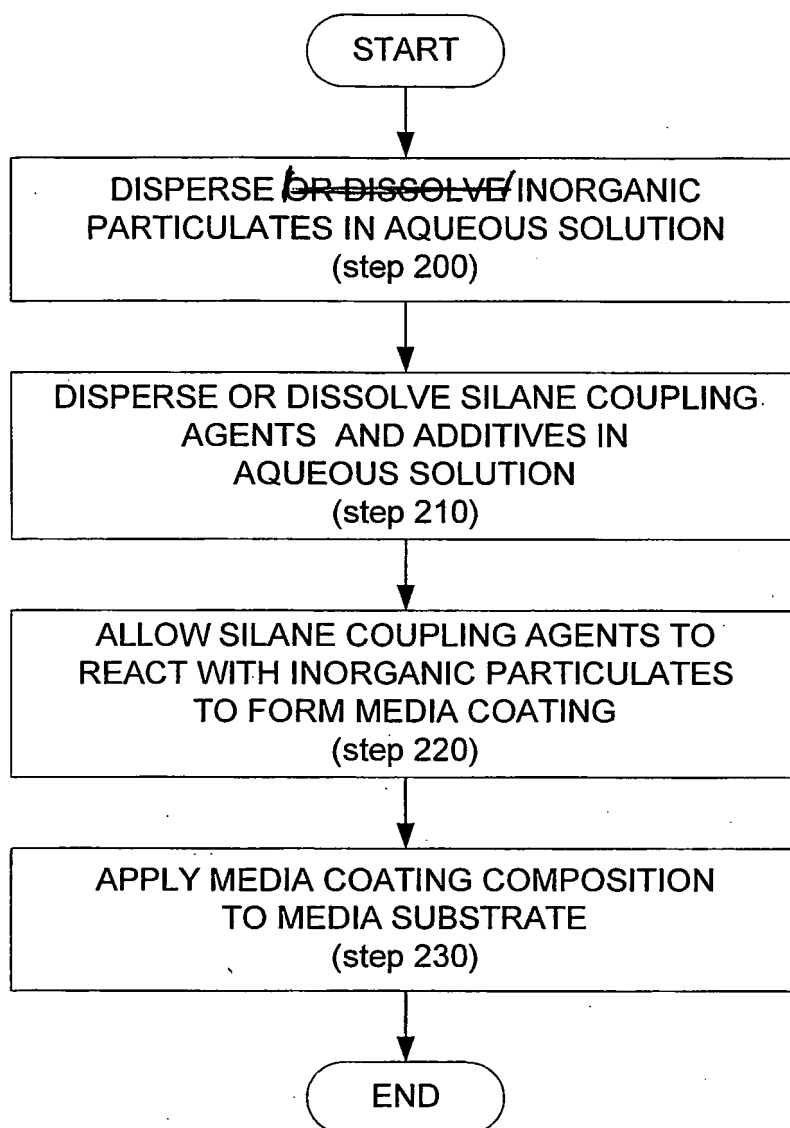 START
DISPERSE OR DISSOLVE INORGANIC
PARTICULATES IN AQUEOUS SOLUTION
(step 200)
DISPERSE OR DISSOLVE SILANE COUPLING
AGENTS AND ADDITIVES IN
AQUEOUS SOLUTION
(step 210)
ALLOW SILANE COUPLING AGENTS TO
REACT WITH INORGANIC PARTICULATES
TO FORM MEDIA COATING
(step 220)
APPLY MEDIA COATING COMPOSITION
TO MEDIA SUBSTRATE
(step 230)
END